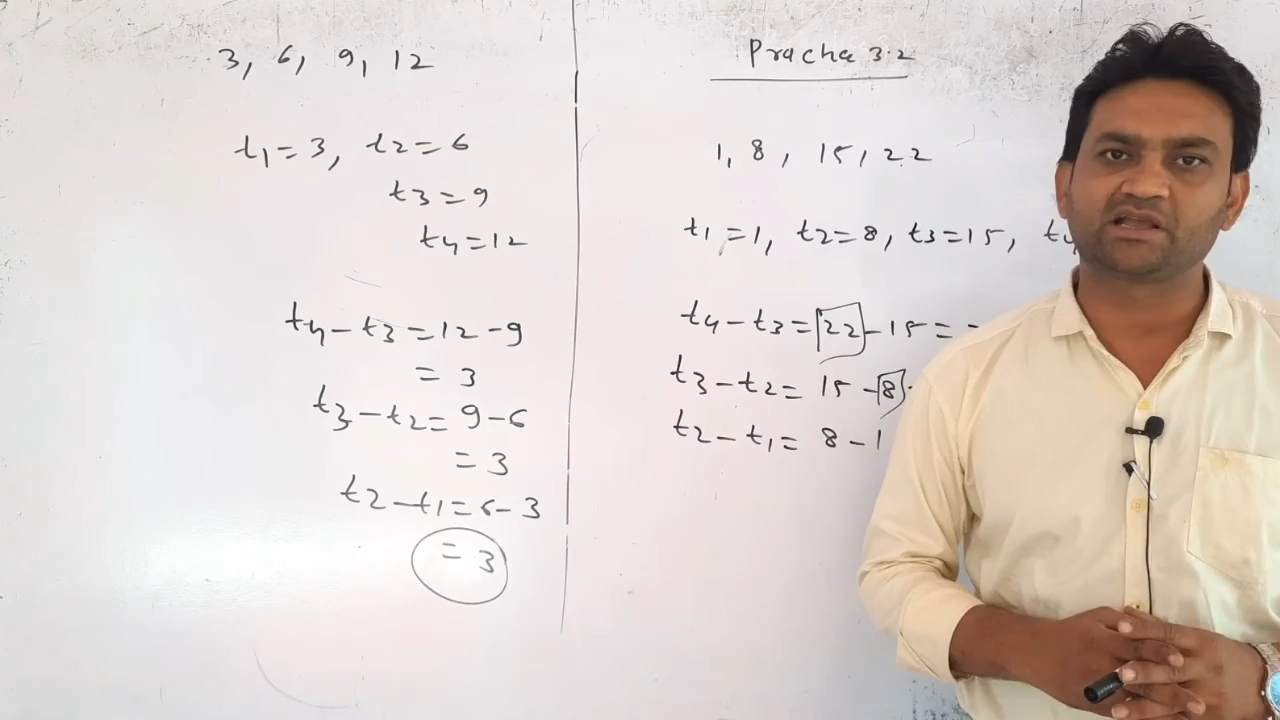 3, 6, 9, 12
t1 = 3, t2 = 6
t3 = 9
t4 = 12
t4 - t3 = 12 - 9
= 3
t3 - t2 = 9 - 6
= 3
t2 - t1 = 6 - 3
= 3
Pracha 3.2
1, 8, 15, 22
t1 = 1, t2 = 8, t3 = 15, t4
t4 - t3 = 22 - 15 =
t3 - t2 = 15 - 8
t2 - t1 = 8 - 1